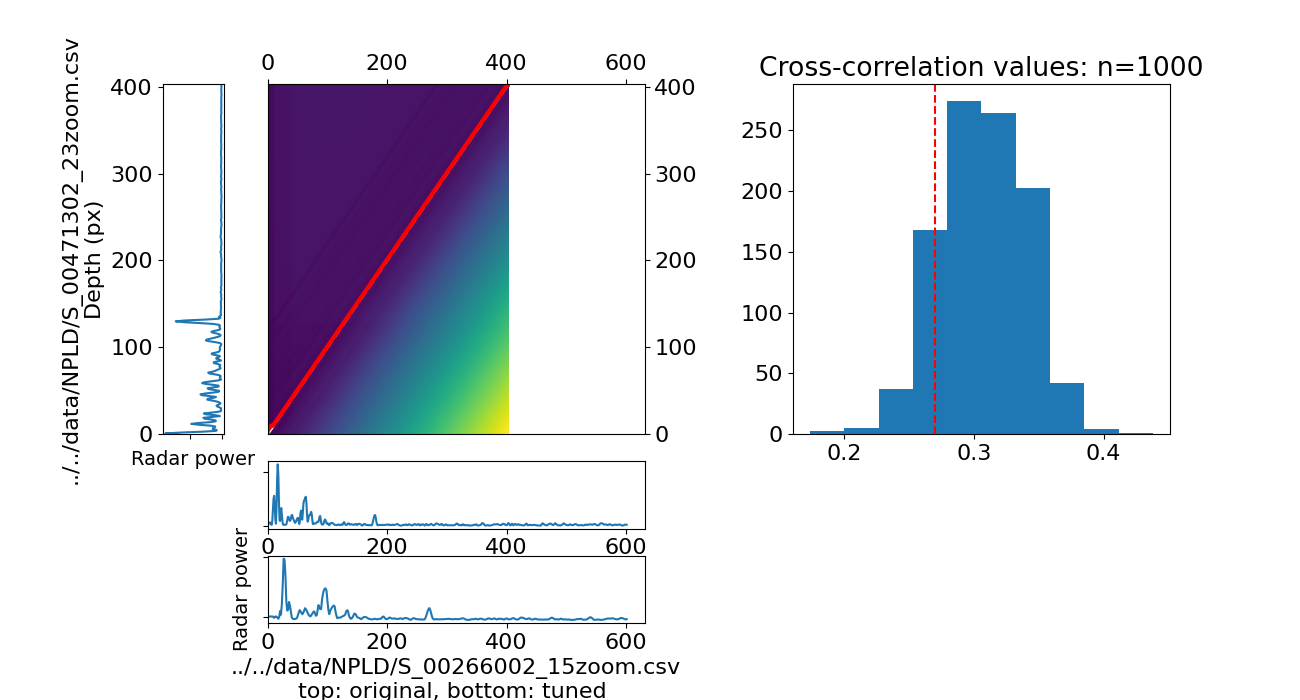 0 200 400 600
Cross-correlation values: n=1000
../../data/NPLD/S_00471302_23zoom.csv
Depth (px)
400
300
200
100
0
Radar power
400
300
200
100
0
250
200
150
100
50
0
0.2 0.3 0.4
0 200 400 600
Radar power
0 200 400 600
../../data/NPLD/S_00266002_15zoom.csv
top: original, bottom: tuned